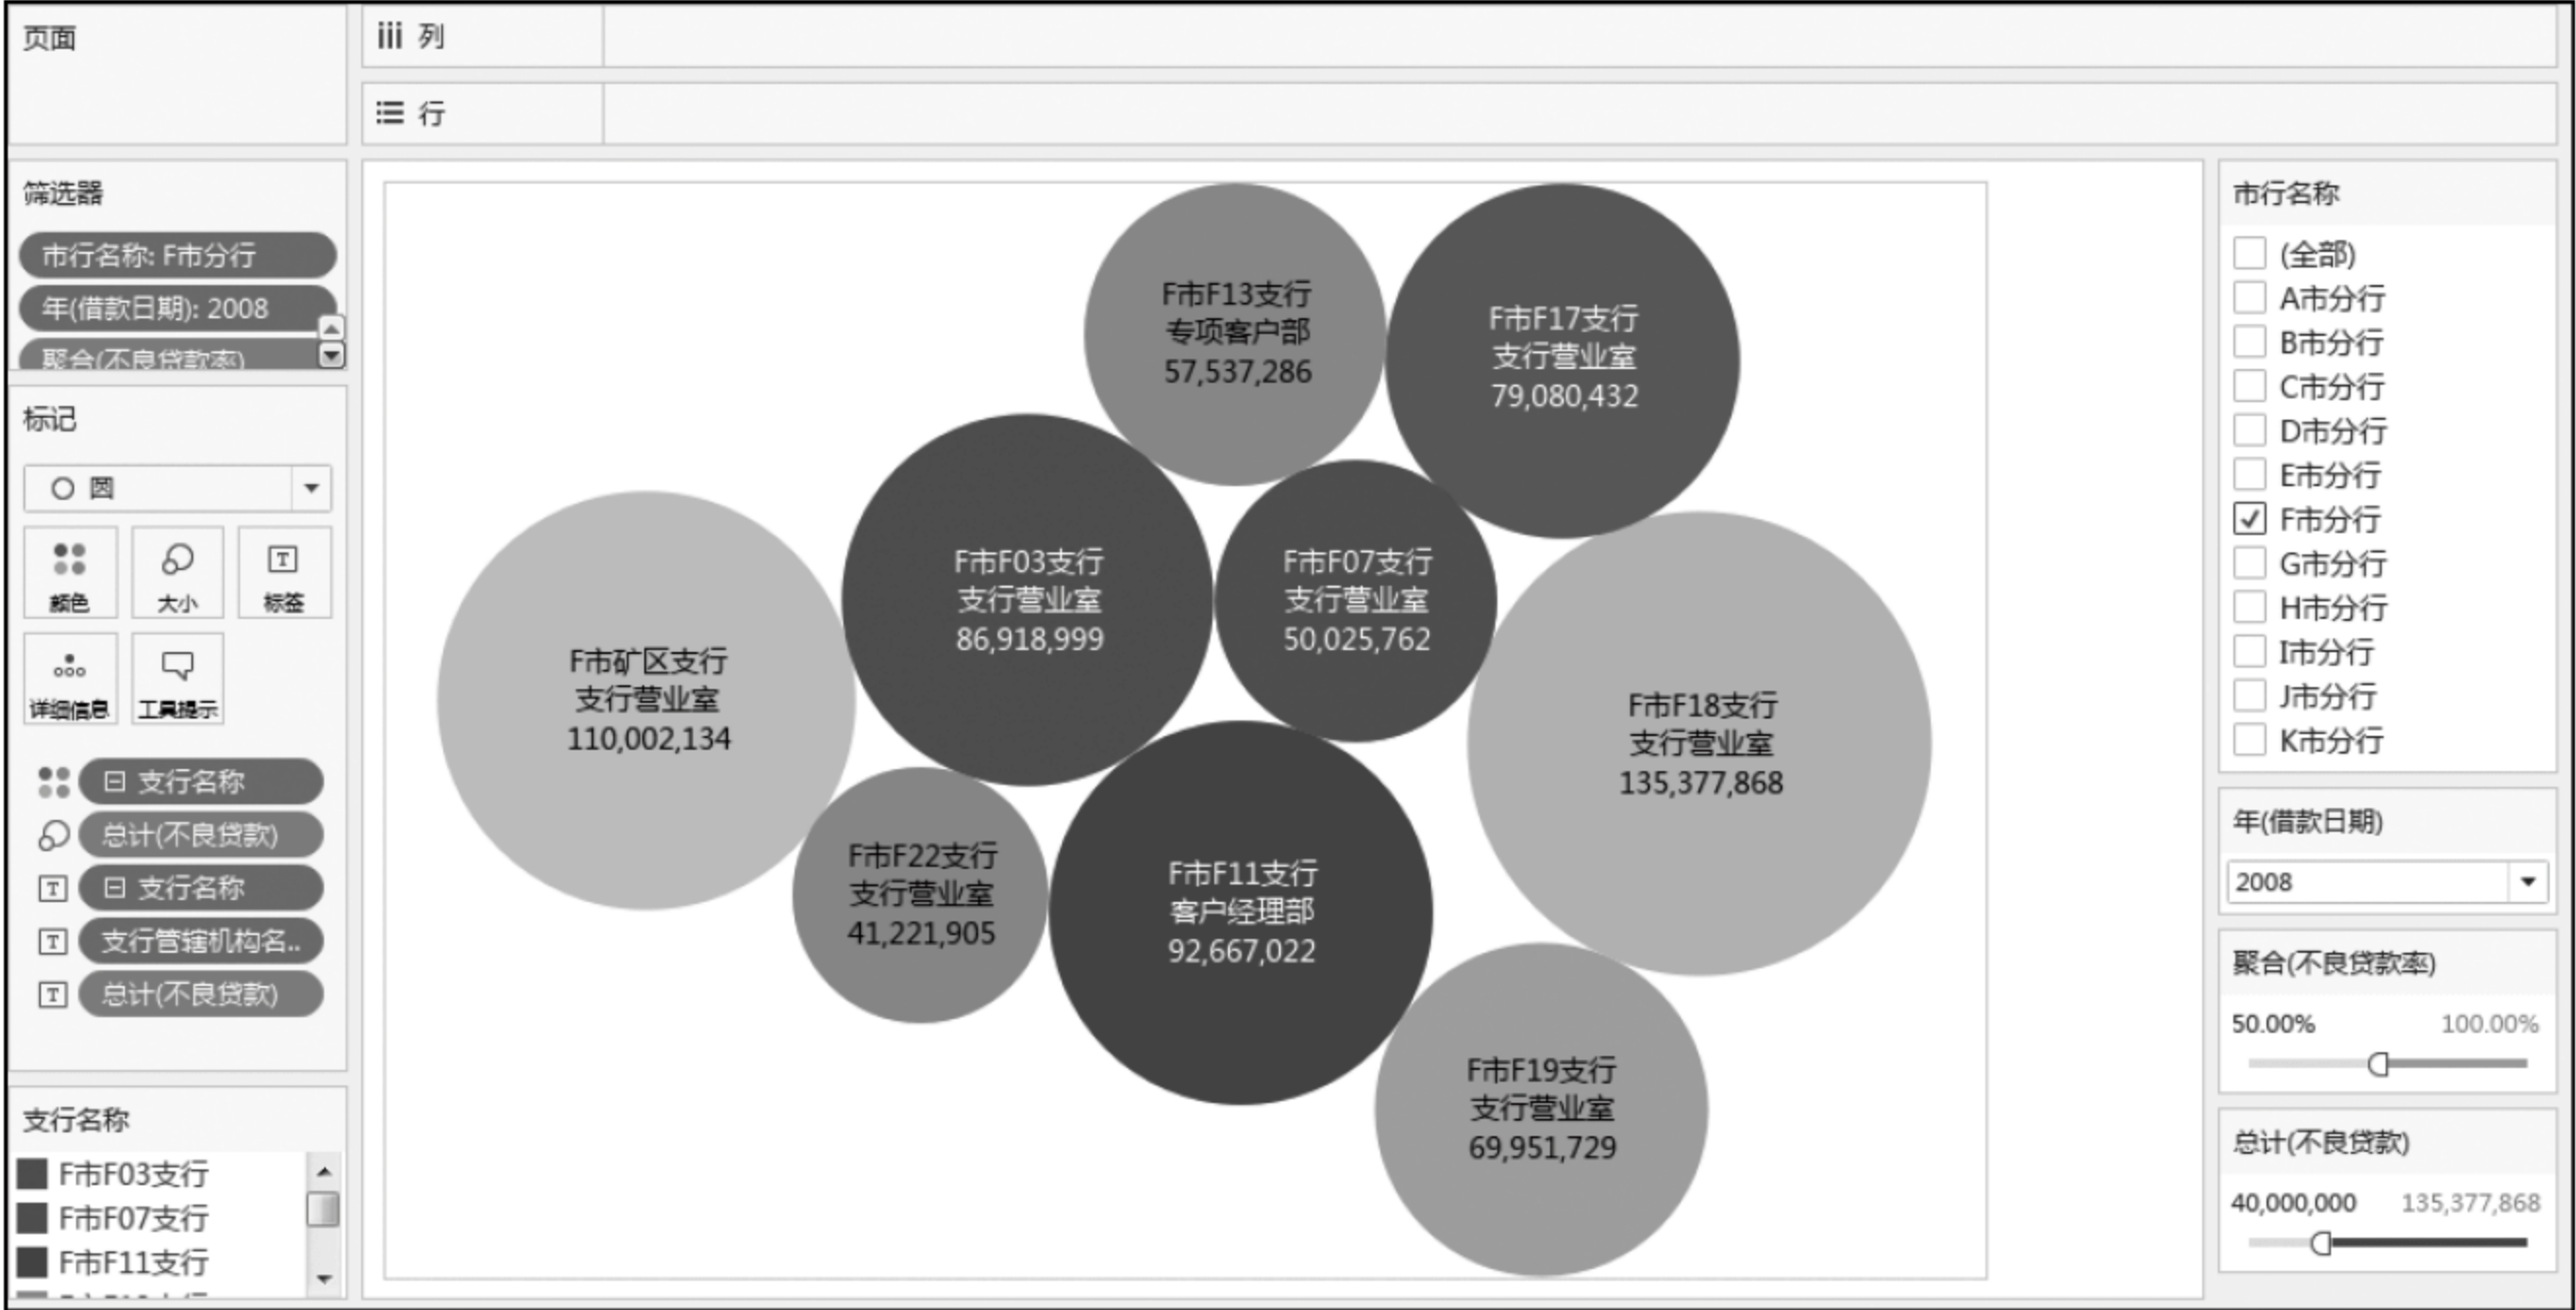 页面
列
行
筛选器
市行名称: F市分行
年(借款日期): 2008
聚合(不良贷款率)
标记
圆
颜色
大小
标签
详细信息
工具提示
支行名称
总计(不良贷款)
支行名称
支行管辖机构名..
总计(不良贷款)
支行名称
F市F03支行
F市F07支行
F市F11支行
F市F13支行
专项客户部
57,537,286
F市F17支行
支行营业室
79,080,432
F市F03支行
支行营业室
86,918,999
F市F07支行
支行营业室
50,025,762
F市矿区支行
支行营业室
110,002,134
F市F18支行
支行营业室
135,377,868
F市F22支行
支行营业室
41,221,905
F市F11支行
客户经理部
92,667,022
F市F19支行
支行营业室
69,951,729
市行名称
(全部)
A市分行
B市分行
C市分行
D市分行
E市分行
F市分行
G市分行
H市分行
I市分行
J市分行
K市分行
年(借款日期)
2008
聚合(不良贷款率)
50.00% 100.00%
总计(不良贷款)
40,000,000 135,377,868